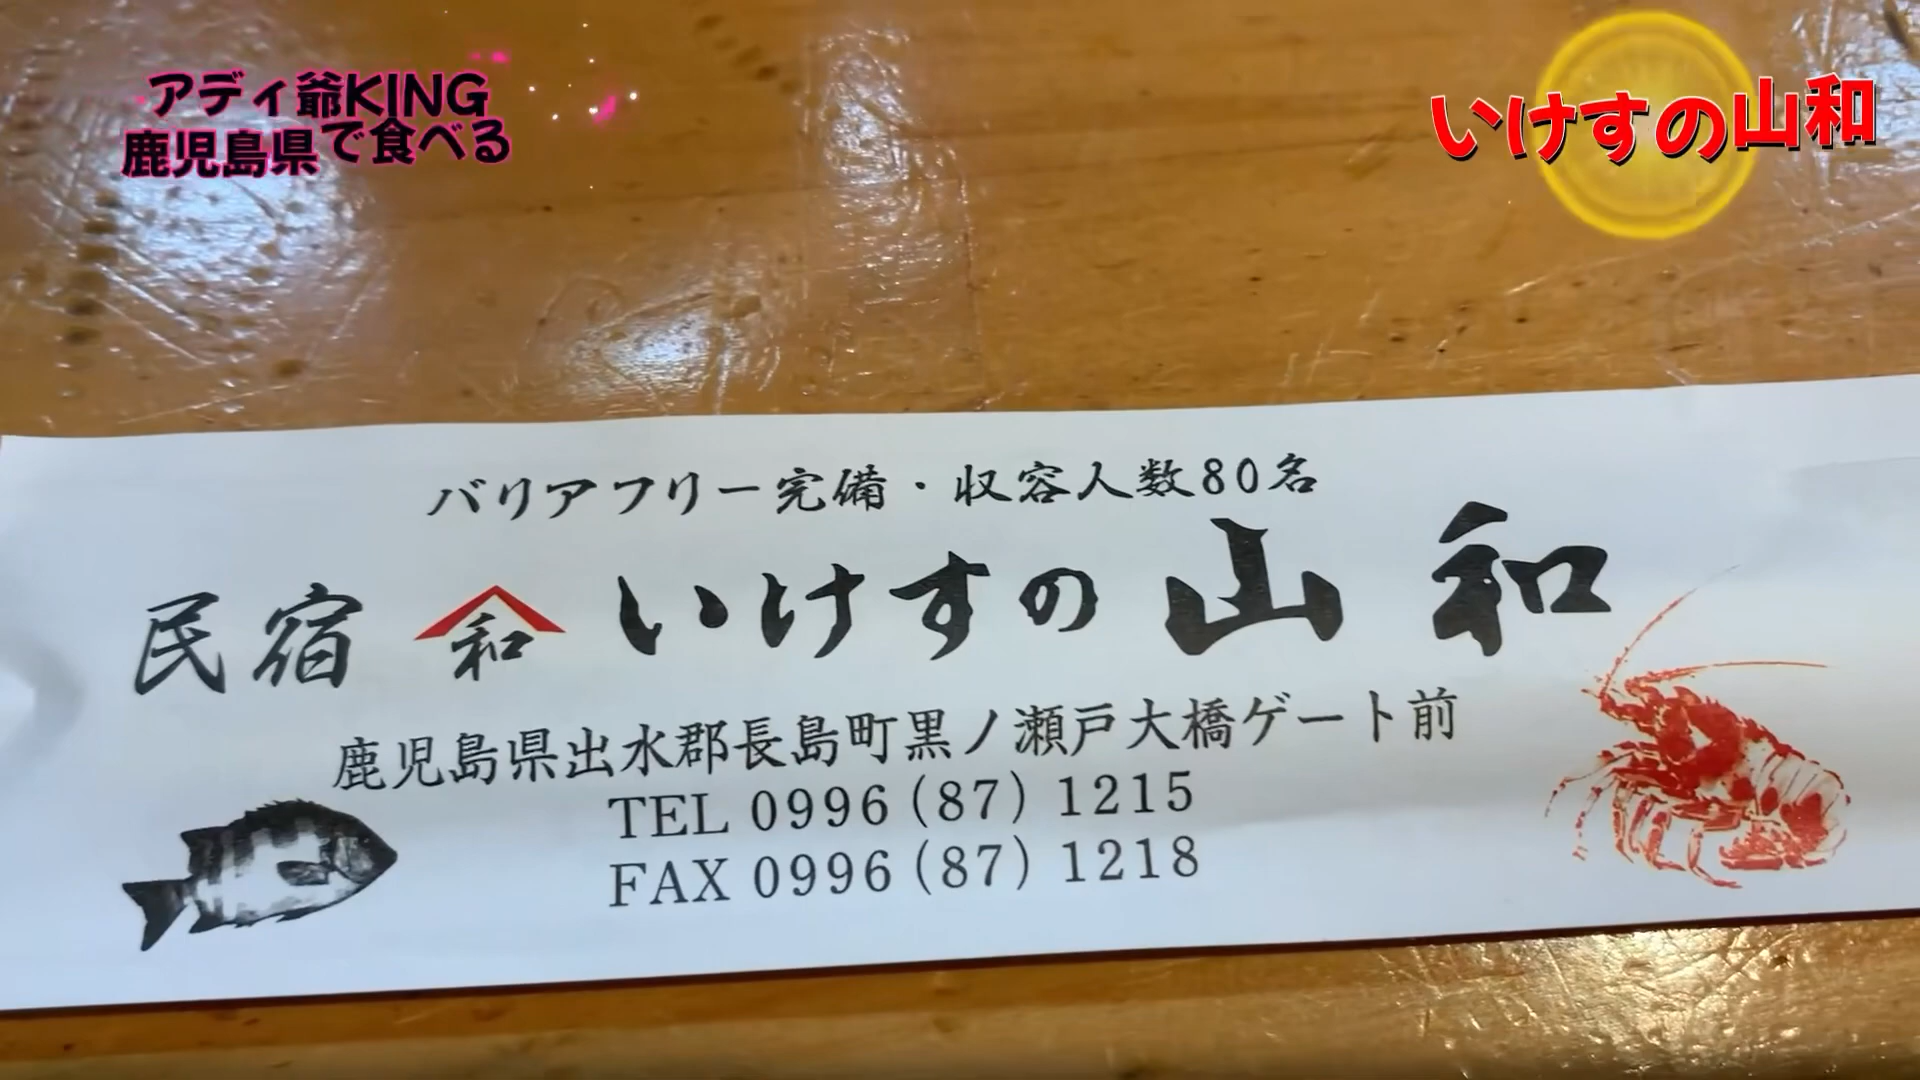 アディ爺KING
鹿児島県で食べる
いけすの山和
バリアフリー完備・収容人数80名
民宿 和 いけすの山和
鹿児島県出水郡長島町黒ノ瀬戸大橋ゲート前
TEL 0996(87)1215
FAX 0996(87)1218